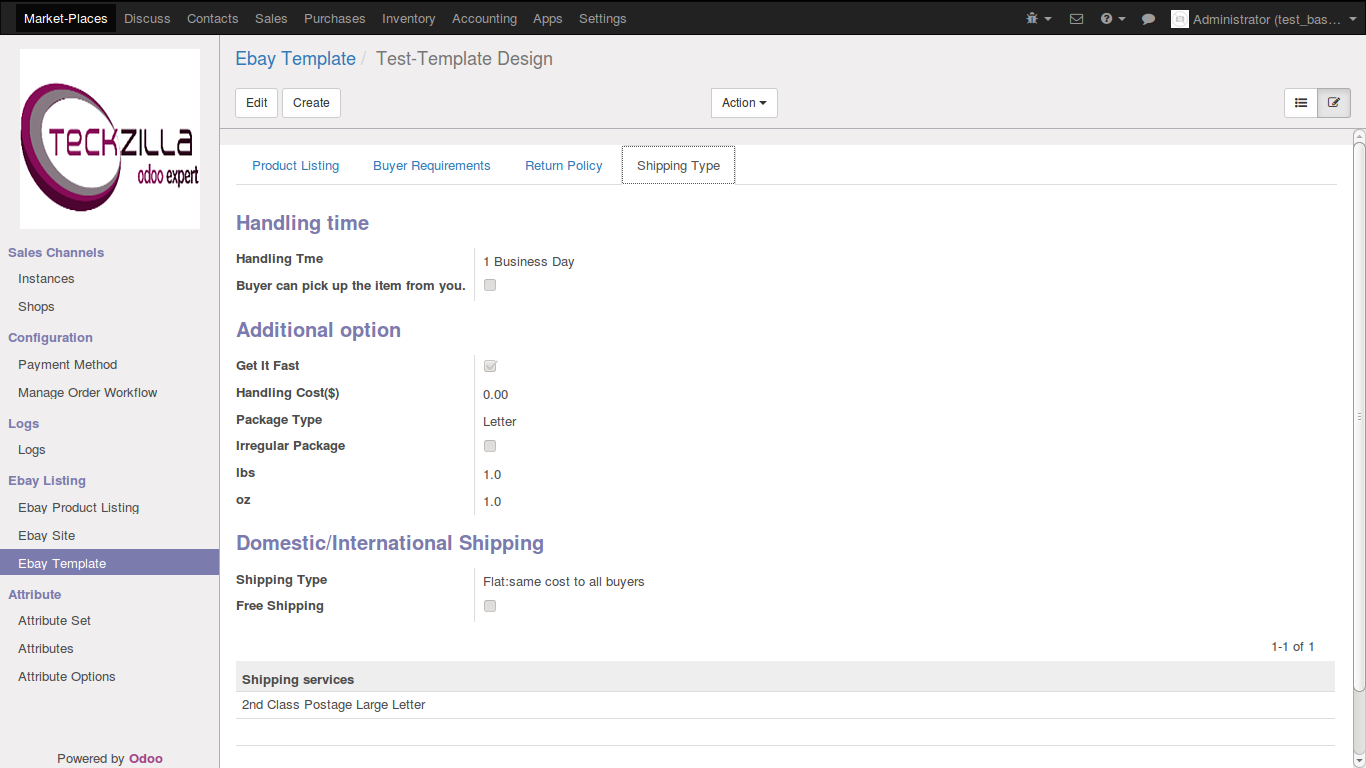 Market-Places Discuss Contacts Sales Purchases Inventory Accounting Apps Settings Administrator (test_bas...
TECKZILLA
odoo expert
Sales Channels
Instances
Shops
Configuration
Payment Method
Manage Order Workflow
Logs
Logs
Ebay Listing
Ebay Product Listing
Ebay Site
Ebay Template
Attribute
Attribute Set
Attributes
Attribute Options
Powered by Odoo
Ebay Template / Test-Template Design
Edit Create Action
Product Listing Buyer Requirements Return Policy Shipping Type
Handling time
Handling Tme 1 Business Day
Buyer can pick up the item from you.
Additional option
Get It Fast
Handling Cost($) 0.00
Package Type Letter
Irregular Package
lbs 1.0
oz 1.0
Domestic/International Shipping
Shipping Type Flat:same cost to all buyers
Free Shipping
1-1 of 1
Shipping services
2nd Class Postage Large Letter